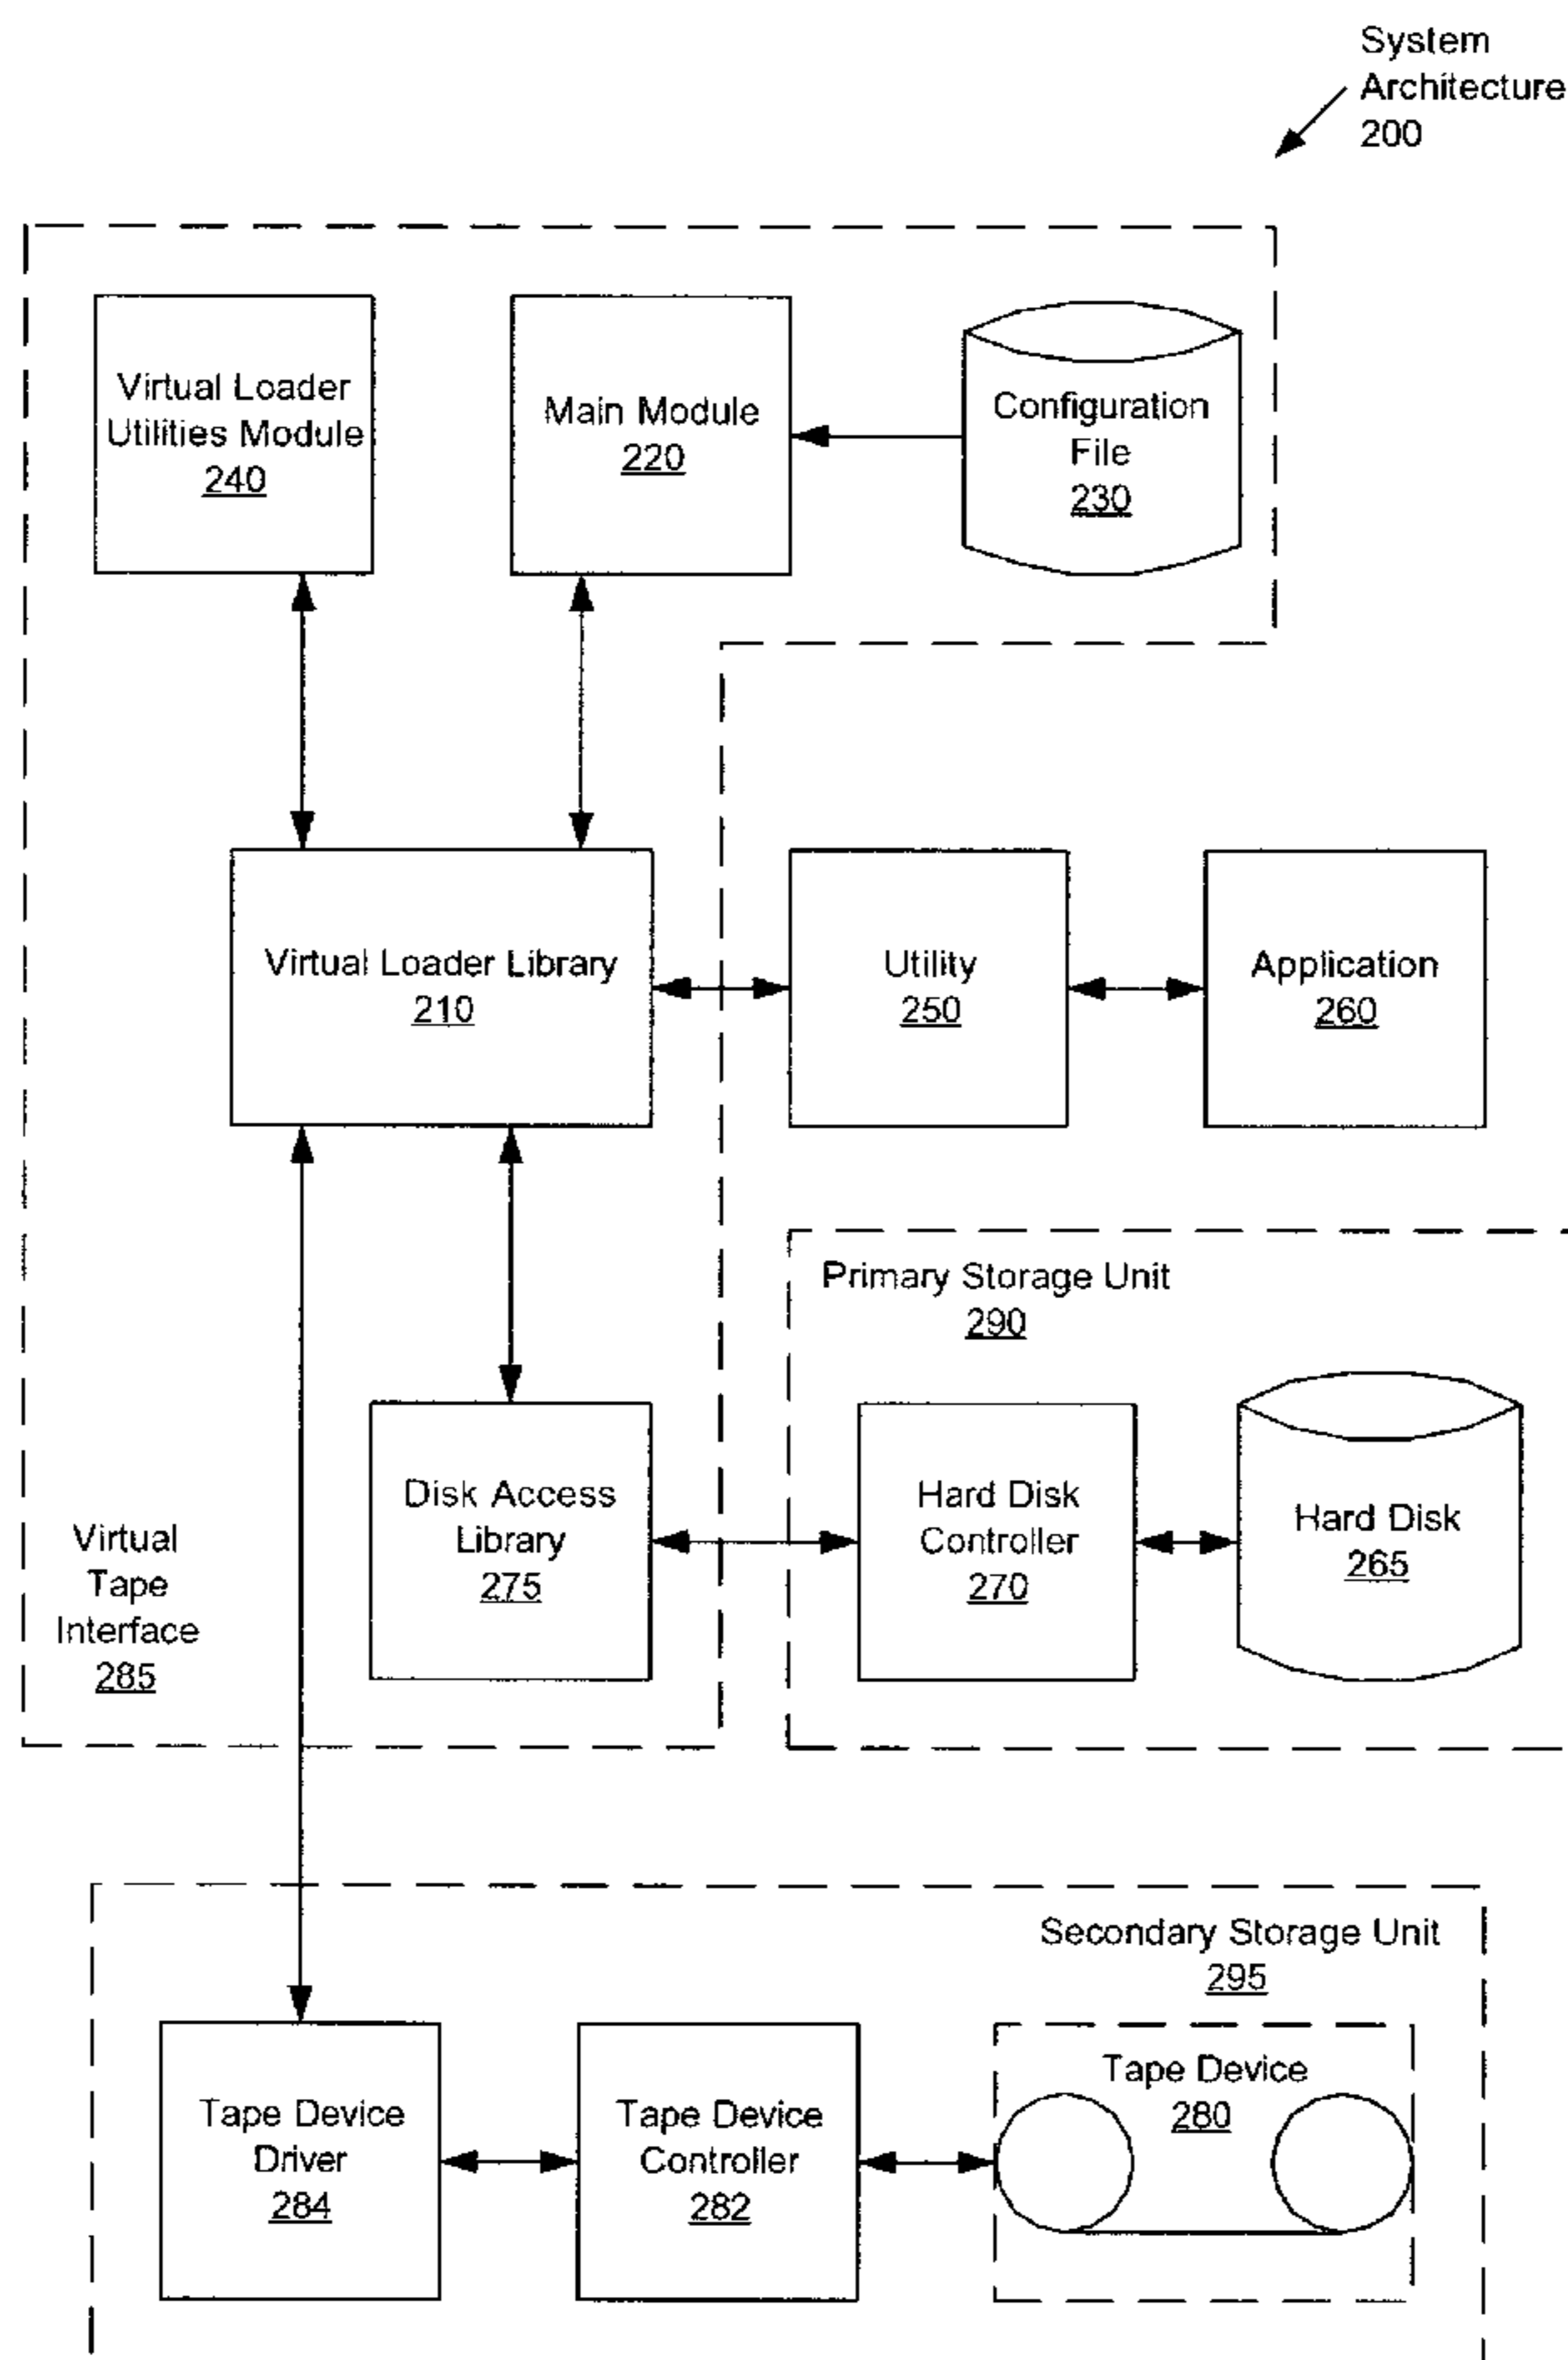 System
Architecture
200
Virtual Loader
Utilities Module
240
Main Module
220
Configuration
File
230
Virtual Loader Library
210
Utility
250
Application
260
Primary Storage Unit
290
Disk Access
Library
275
Hard Disk
Controller
270
Hard Disk
265
Virtual
Tape
Interface
285
Secondary Storage Unit
295
Tape Device
Driver
284
Tape Device
Controller
282
Tape Device
280